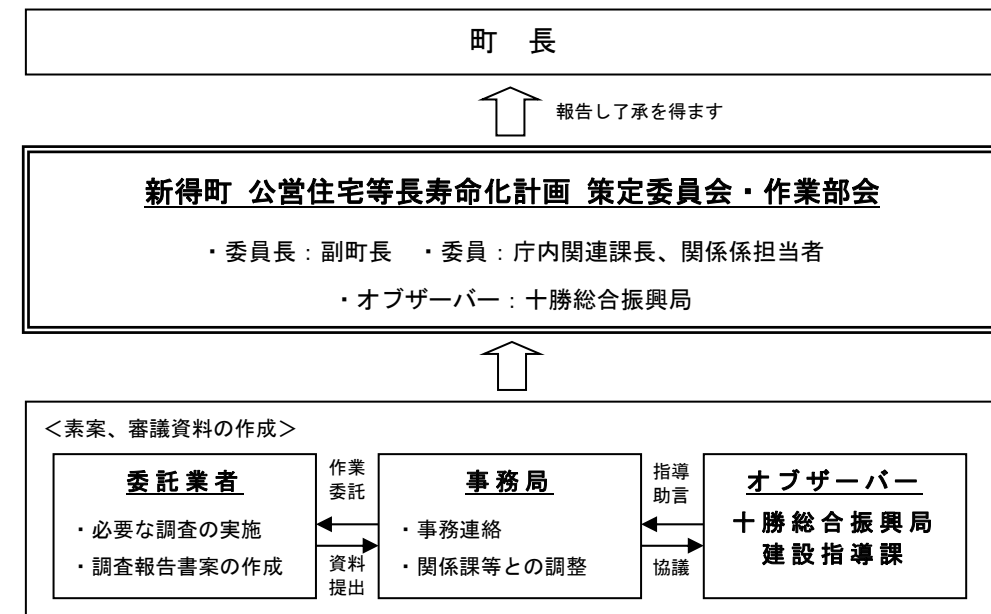 町　長
報告し了承を得ます
新得町 公営住宅等長寿命化計画 策定委員会・作業部会
・委員長：副町長　・委員：庁内関連課長、関係係担当者
・オブザーバー：十勝総合振興局
＜素案、審議資料の作成＞
委託業者
・必要な調査の実施
・調査報告書案の作成
作業
委託
資料
提出
事務局
・事務連絡
・関係課等との調整
指導
助言
協議
オブザーバー
十勝総合振興局
建設指導課